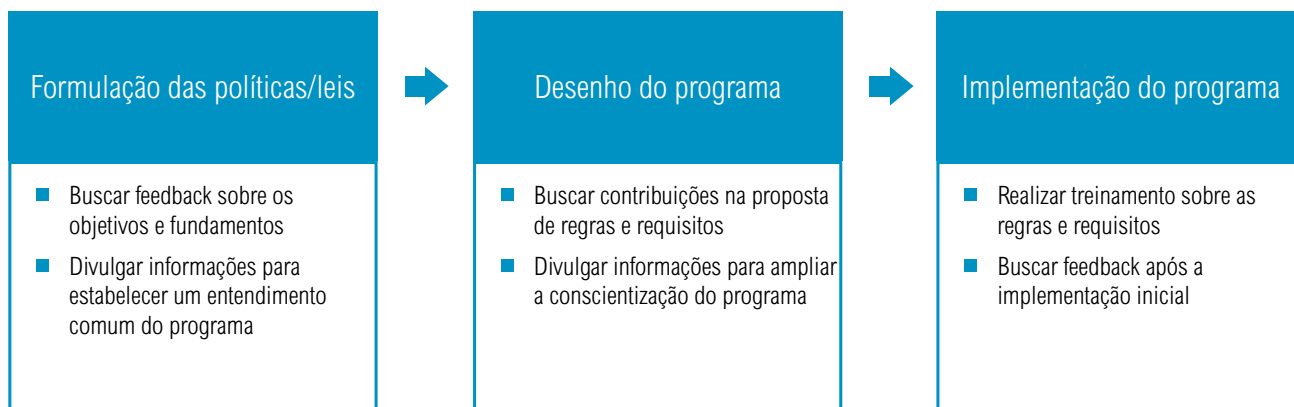 Formulação das políticas/leis
Buscar feedback sobre os
objetivos e fundamentos
Divulgar informações para
estabelecer um entendimento
comum do programa
Desenho do programa
Buscar contribuições na proposta
de regras e requisitos
Divulgar informações para ampliar
a conscientização do programa
Implementação do programa
Realizar treinamento sobre as
regras e requisitos
Buscar feedback após a
implementação inicial